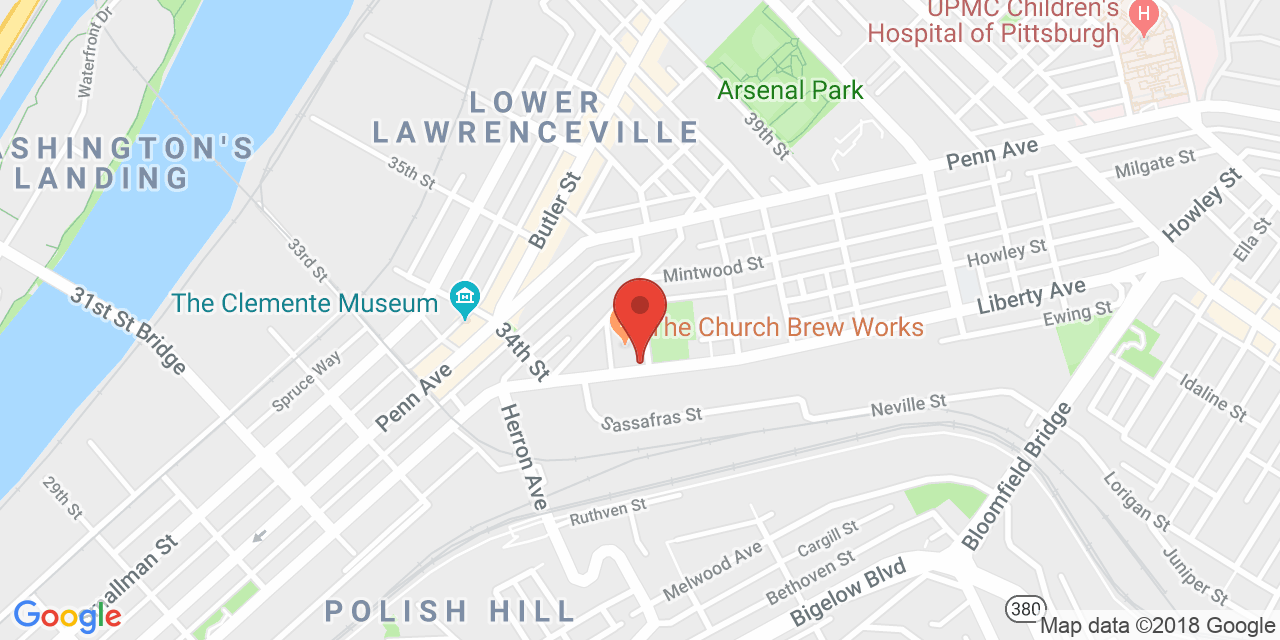 UPMC Children's
Hospital of Pittsburgh
H
Waterfront Dr
Arsenal Park
LOWER
LAWRENCEVILLE
39th St
ASHINGTON'S
LANDING
35th St
Penn Ave
Milgate St
Butler St
Howley St
Ella St
33rd St
Howley St
Mintwood St
31st St Bridge
The Clemente Museum
Liberty Ave
Ewing St
The Church Brew Works
34th St
Spruce Way
Penn Ave
Idaline St
Sassafras St
Neville St
Herron Ave
Bloomfield Bridge
29th St
Ruthven St
Lorigan St
Cargill St
Melwood Ave
Bethoven St
Juniper St
Smallman St
Bigelow Blvd
POLISH HILL
380
Google
Map data ©2018 Google